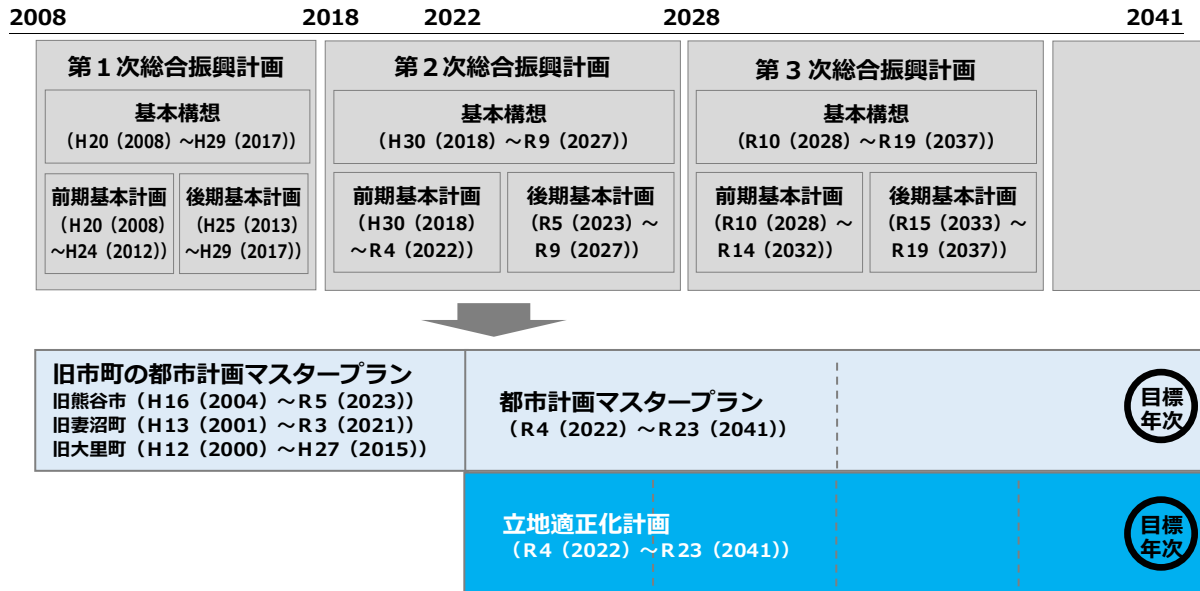 2008 2018 2022 2028 2041
第１次総合振興計画
基本構想
（H20（2008）～H29（2017））
前期基本計画
（H20（2008）
～H24（2012））
後期基本計画
（H25（2013）
～H29（2017））
第２次総合振興計画
基本構想
（H30（2018）～R9（2027））
前期基本計画
（H30（2018）
～R4（2022））
後期基本計画
（R5（2023）～
R9（2027））
第３次総合振興計画
基本構想
（R10（2028）～R19（2037））
前期基本計画
（R10（2028）～
R14（2032））
後期基本計画
（R15（2033）～
R19（2037））
旧市町の都市計画マスタープラン
旧熊谷市（H16（2004）～R5（2023））
旧妻沼町（H13（2001）～R3（2021））
旧大里町（H12（2000）～H27（2015））
都市計画マスタープラン
（R4（2022）～R23（2041））
目標
年次
立地適正化計画
（R4（2022）～R23（2041））
目標
年次